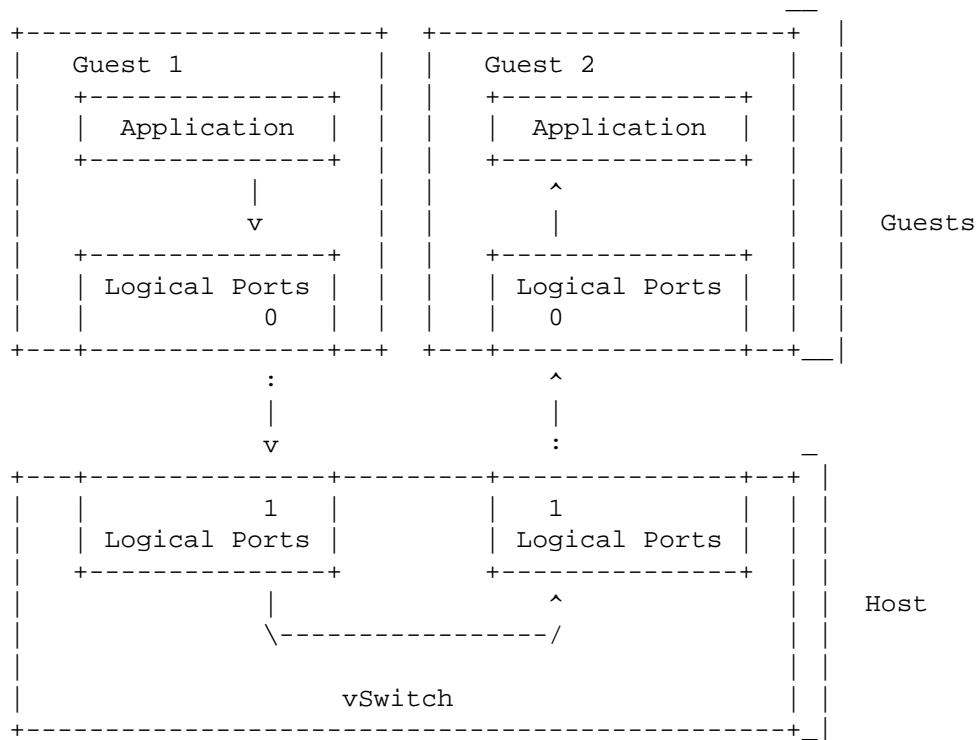 Guest 1 Guest 2
Application Application
Guests
Logical Ports Logical Ports
0 0
1 1
Logical Ports Logical Ports
Host
vSwitch